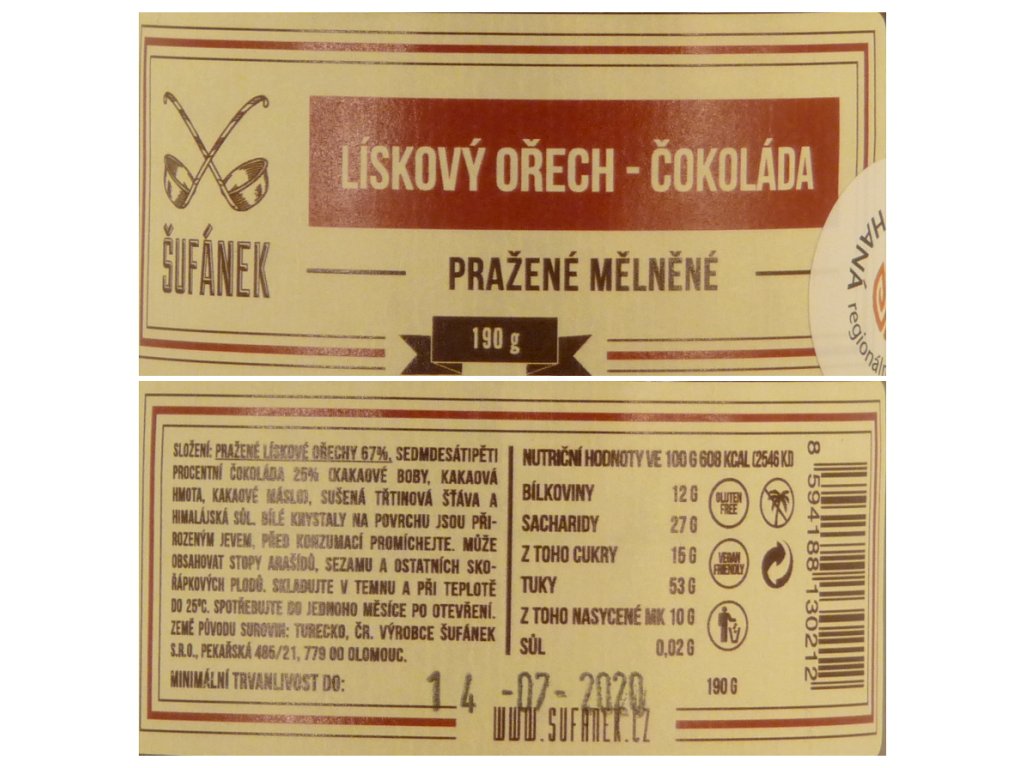 LÍSKOVÝ OŘECH - ČOKOLÁDA
ŠUFÁNEK
PRAŽENÉ MĚLNĚNÉ
190 g
HANÁ regionáln
SLOŽENÍ: PRAŽENÉ LÍSKOVÉ OŘECHY 67%, SEDMDESÁTIPĚTI
PROCENTNÍ ČOKOLÁDA 25% (KAKAOVÉ BOBY, KAKAOVÁ
HMOTA, KAKAOVÉ MÁSLO), SUŠENÁ TŘTINOVÁ ŠŤÁVA A
HIMALÁJSKÁ SŮL. BÍLÉ KRYSTALY NA POVRCHU JSOU PŘI-
ROZENÝM JEVEM, PŘED KONZUMACÍ PROMÍCHEJTE. MŮŽE
OBSAHOVAT STOPY ARAŠÍDŮ, SEZAMU A OSTATNÍCH SKO-
ŘÁPKOVÝCH PLODŮ. SKLADUJTE V TEMNU A PŘI TEPLOTĚ
DO 25°C. SPOTŘEBUJTE DO JEDNOHO MĚSÍCE PO OTEVŘENÍ.
ZEMĚ PŮVODU SUROVIN: TURECKO, ČR. VÝROBCE ŠUFÁNEK
S.R.O., PEKAŘSKÁ 486/21, 779 00 OLOMOUC.
MINIMÁLNÍ TRVANLIVOST DO:
14 -07- 2020
WWW.SUFANEK.CZ
NUTRIČNÍ HODNOTY VE 100 G 608 KCAL (2546 KJ)
BÍLKOVINY 12 G
SACHARIDY 27 G
Z TOHO CUKRY 15 G
TUKY 53 G
Z TOHO NASYCENÉ MK 10 G
SŮL 0,02 G
GLUTEN
FREE
VEGAN
FRIENDLY
190 G
8 594188 130212